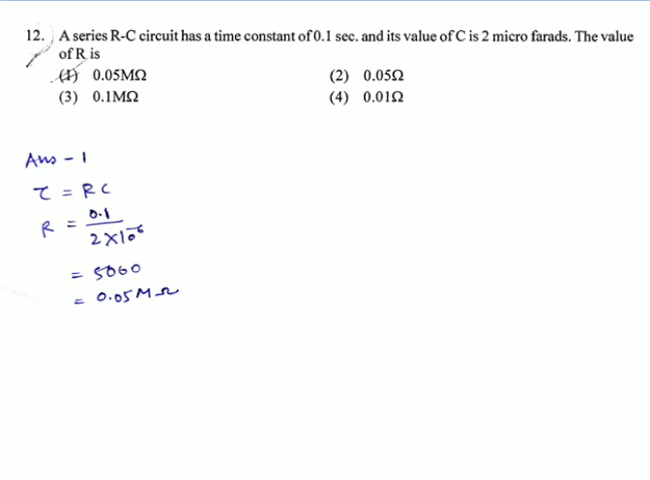 12. A series R-C circuit has a time constant of 0.1 sec. and its value of C is 2 micro farads. The value
of R is
(1) 0.05MΩ (2) 0.05Ω
(3) 0.1MΩ (4) 0.01Ω
Ans - 1
τ = RC
R = 0.1 / 2×10⁻⁶
= 5000
= 0.05 MΩ